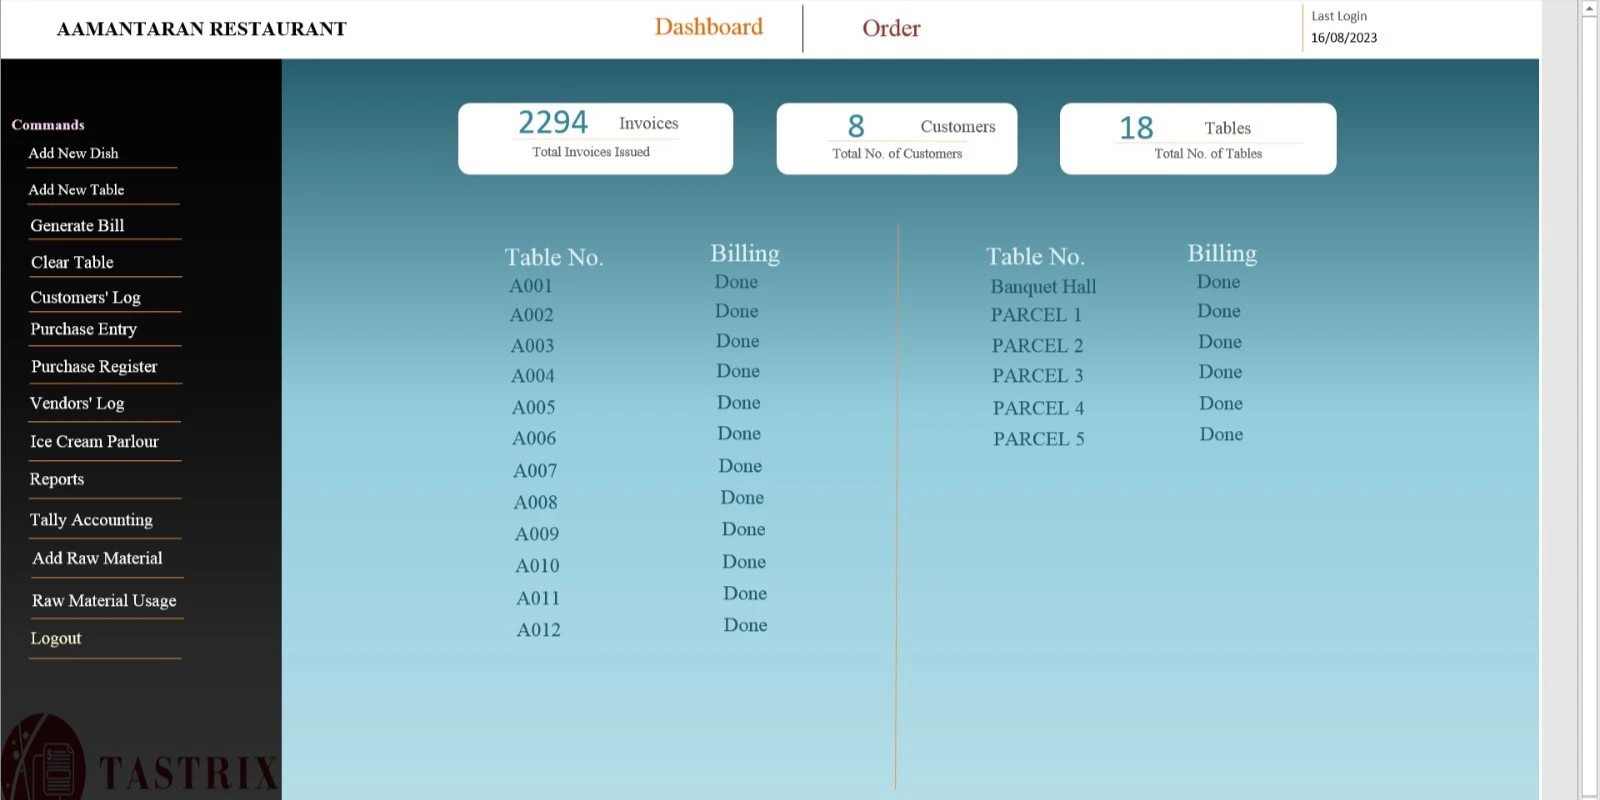 AAMANTARAN RESTAURANT
Dashboard
Order
Last Login
16/08/2023
Commands
Add New Dish
Add New Table
Generate Bill
Clear Table
Customers' Log
Purchase Entry
Purchase Register
Vendors' Log
Ice Cream Parlour
Reports
Tally Accounting
Add Raw Material
Raw Material Usage
Logout
TASTRIX
2294 Invoices
Total Invoices Issued
8 Customers
Total No. of Customers
18 Tables
Total No. of Tables
Table No. Billing
A001 Done
A002 Done
A003 Done
A004 Done
A005 Done
A006 Done
A007 Done
A008 Done
A009 Done
A010 Done
A011 Done
A012 Done
Table No. Billing
Banquet Hall Done
PARCEL 1 Done
PARCEL 2 Done
PARCEL 3 Done
PARCEL 4 Done
PARCEL 5 Done